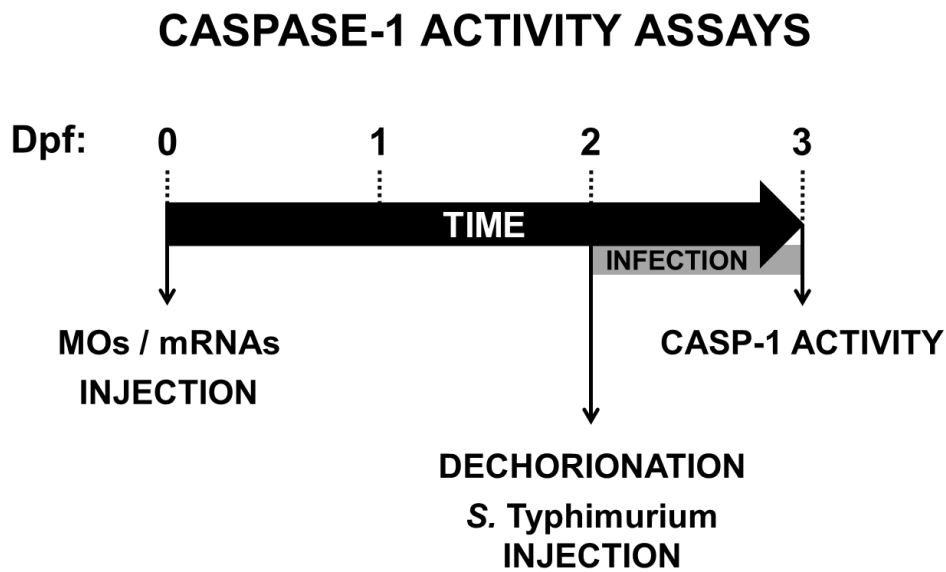 CASPASE-1 ACTIVITY ASSAYS
Dpf: 0 1 2 3
TIME
INFECTION
MOs / mRNAs
INJECTION
CASP-1 ACTIVITY
DECHORIONATION
S. Typhimurium
INJECTION